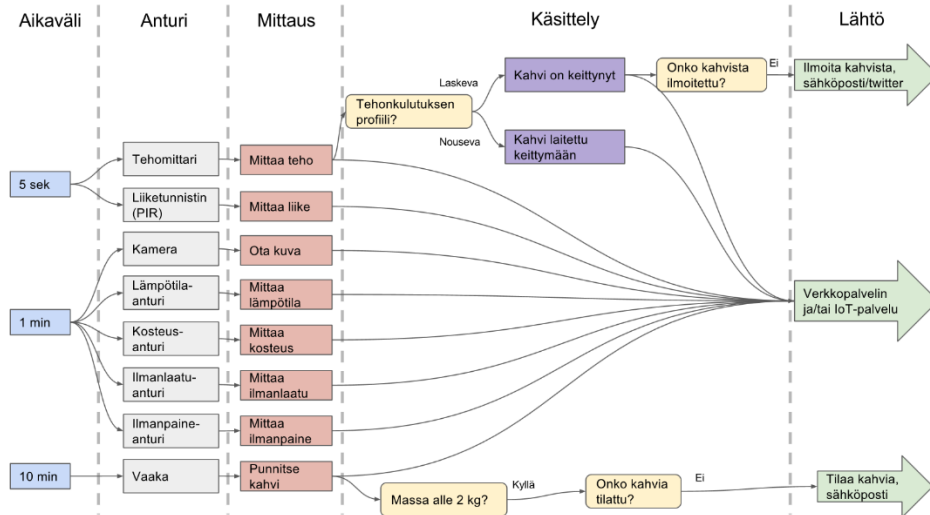 Aikaväli
Anturi
Mittaus
Käsittely
Lähtö
5 sek
1 min
10 min
Tehomittari
Liiketunnistin
(PIR)
Kamera
Lämpötila-
anturi
Kosteus-
anturi
Ilmanlaatu-
anturi
Ilmanpaine-
anturi
Vaaka
Mittaa teho
Mittaa liike
Ota kuva
Mittaa
lämpötila
Mittaa
kosteus
Mittaa
ilmanlaatu
Mittaa
ilmanpaine
Punnitse
kahvi
Tehonkulutuksen
profiili?
Laskeva
Nouseva
Kahvi on keittynyt
Kahvi laitettu
keittymään
Onko kahvista
ilmoitettu?
Ei
Massa alle 2 kg?
Kyllä
Onko kahvia
tilattu?
Ei
Ilmoita kahvista,
sähköposti/twitter
Verkkopalvelin
ja/tai IoT-palvelu
Tilaa kahvia,
sähköposti